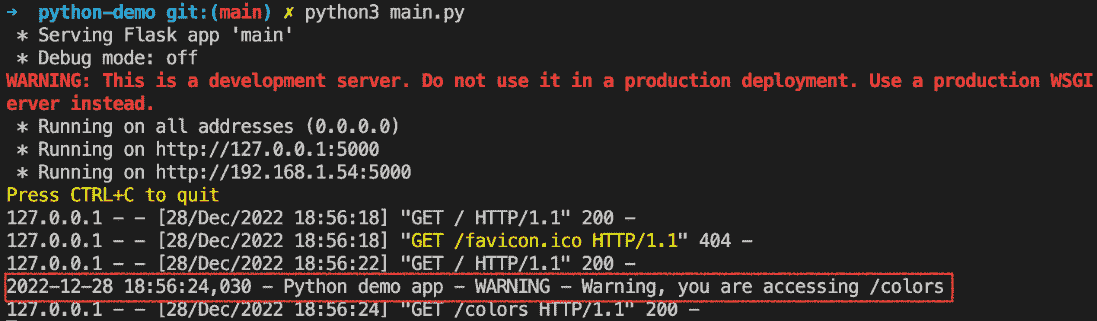 → python-demo git:(main) ✗ python3 main.py
* Serving Flask app 'main'
* Debug mode: off
WARNING: This is a development server. Do not use it in a production deployment. Use a production WSGI
erver instead.
* Running on all addresses (0.0.0.0)
* Running on http://127.0.0.1:5000
* Running on http://192.168.1.54:5000
Press CTRL+C to quit
127.0.0.1 - - [28/Dec/2022 18:56:18] "GET / HTTP/1.1" 200 -
127.0.0.1 - - [28/Dec/2022 18:56:18] "GET /favicon.ico HTTP/1.1" 404 -
127.0.0.1 - - [28/Dec/2022 18:56:22] "GET / HTTP/1.1" 200 -
2022-12-28 18:56:24,030 - Python demo app - WARNING - Warning, you are accessing /colors
127.0.0.1 - - [28/Dec/2022 18:56:24] "GET /colors HTTP/1.1" 200 -